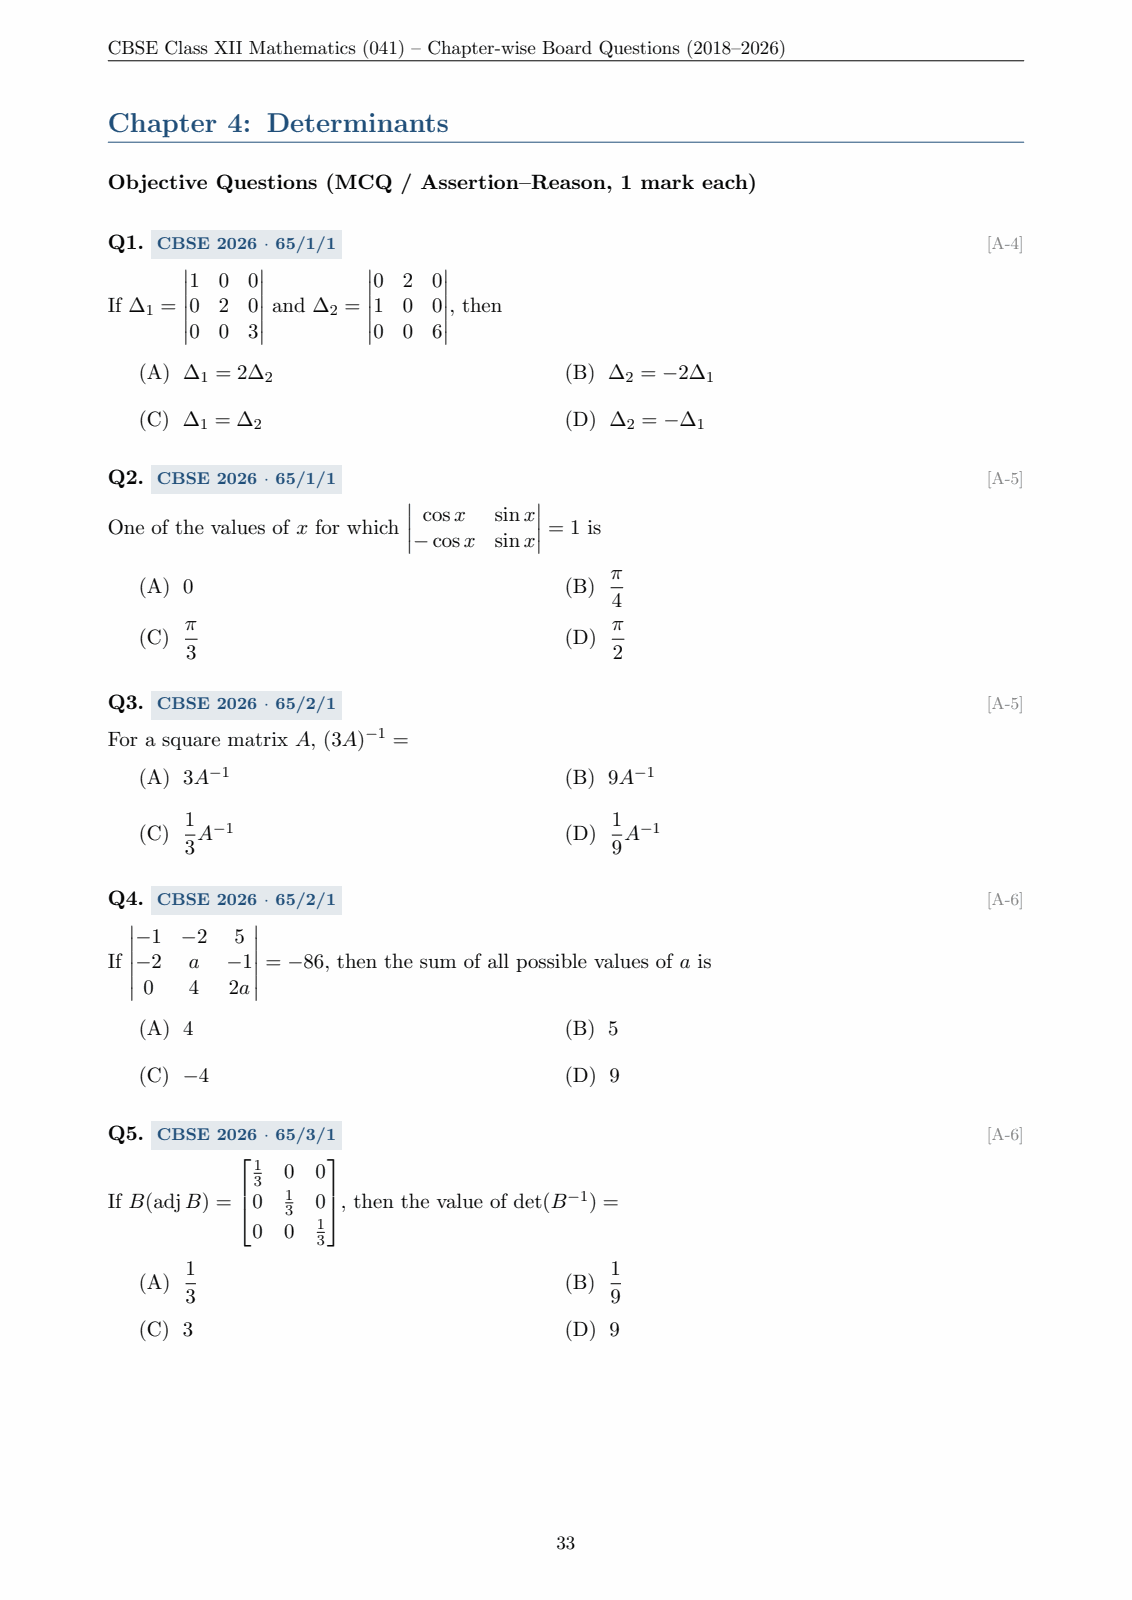 CBSE Class XII Mathematics (041) – Chapter-wise Board Questions (2018–2026)
Chapter 4: Determinants
Objective Questions (MCQ / Assertion–Reason, 1 mark each)
Q1. CBSE 2026 · 65/1/1 [A-4]
If Δ₁ = |1 0 0; 0 2 0; 0 0 3| and Δ₂ = |0 2 0; 1 0 0; 0 0 6|, then
(A) Δ₁ = 2Δ₂ (B) Δ₂ = −2Δ₁
(C) Δ₁ = Δ₂ (D) Δ₂ = −Δ₁
Q2. CBSE 2026 · 65/1/1 [A-5]
One of the values of x for which |cos x sin x; − cos x sin x| = 1 is
(A) 0 (B) π/4
(C) π/3 (D) π/2
Q3. CBSE 2026 · 65/2/1 [A-5]
For a square matrix A, (3A)⁻¹ =
(A) 3A⁻¹ (B) 9A⁻¹
(C) 1/3 A⁻¹ (D) 1/9 A⁻¹
Q4. CBSE 2026 · 65/2/1 [A-6]
If |−1 −2 5; −2 a −1; 0 4 2a| = −86, then the sum of all possible values of a is
(A) 4 (B) 5
(C) −4 (D) 9
Q5. CBSE 2026 · 65/3/1 [A-6]
If B(adj B) = [1/3 0 0; 0 1/3 0; 0 0 1/3], then the value of det(B⁻¹) =
(A) 1/3 (B) 1/9
(C) 3 (D) 9
33